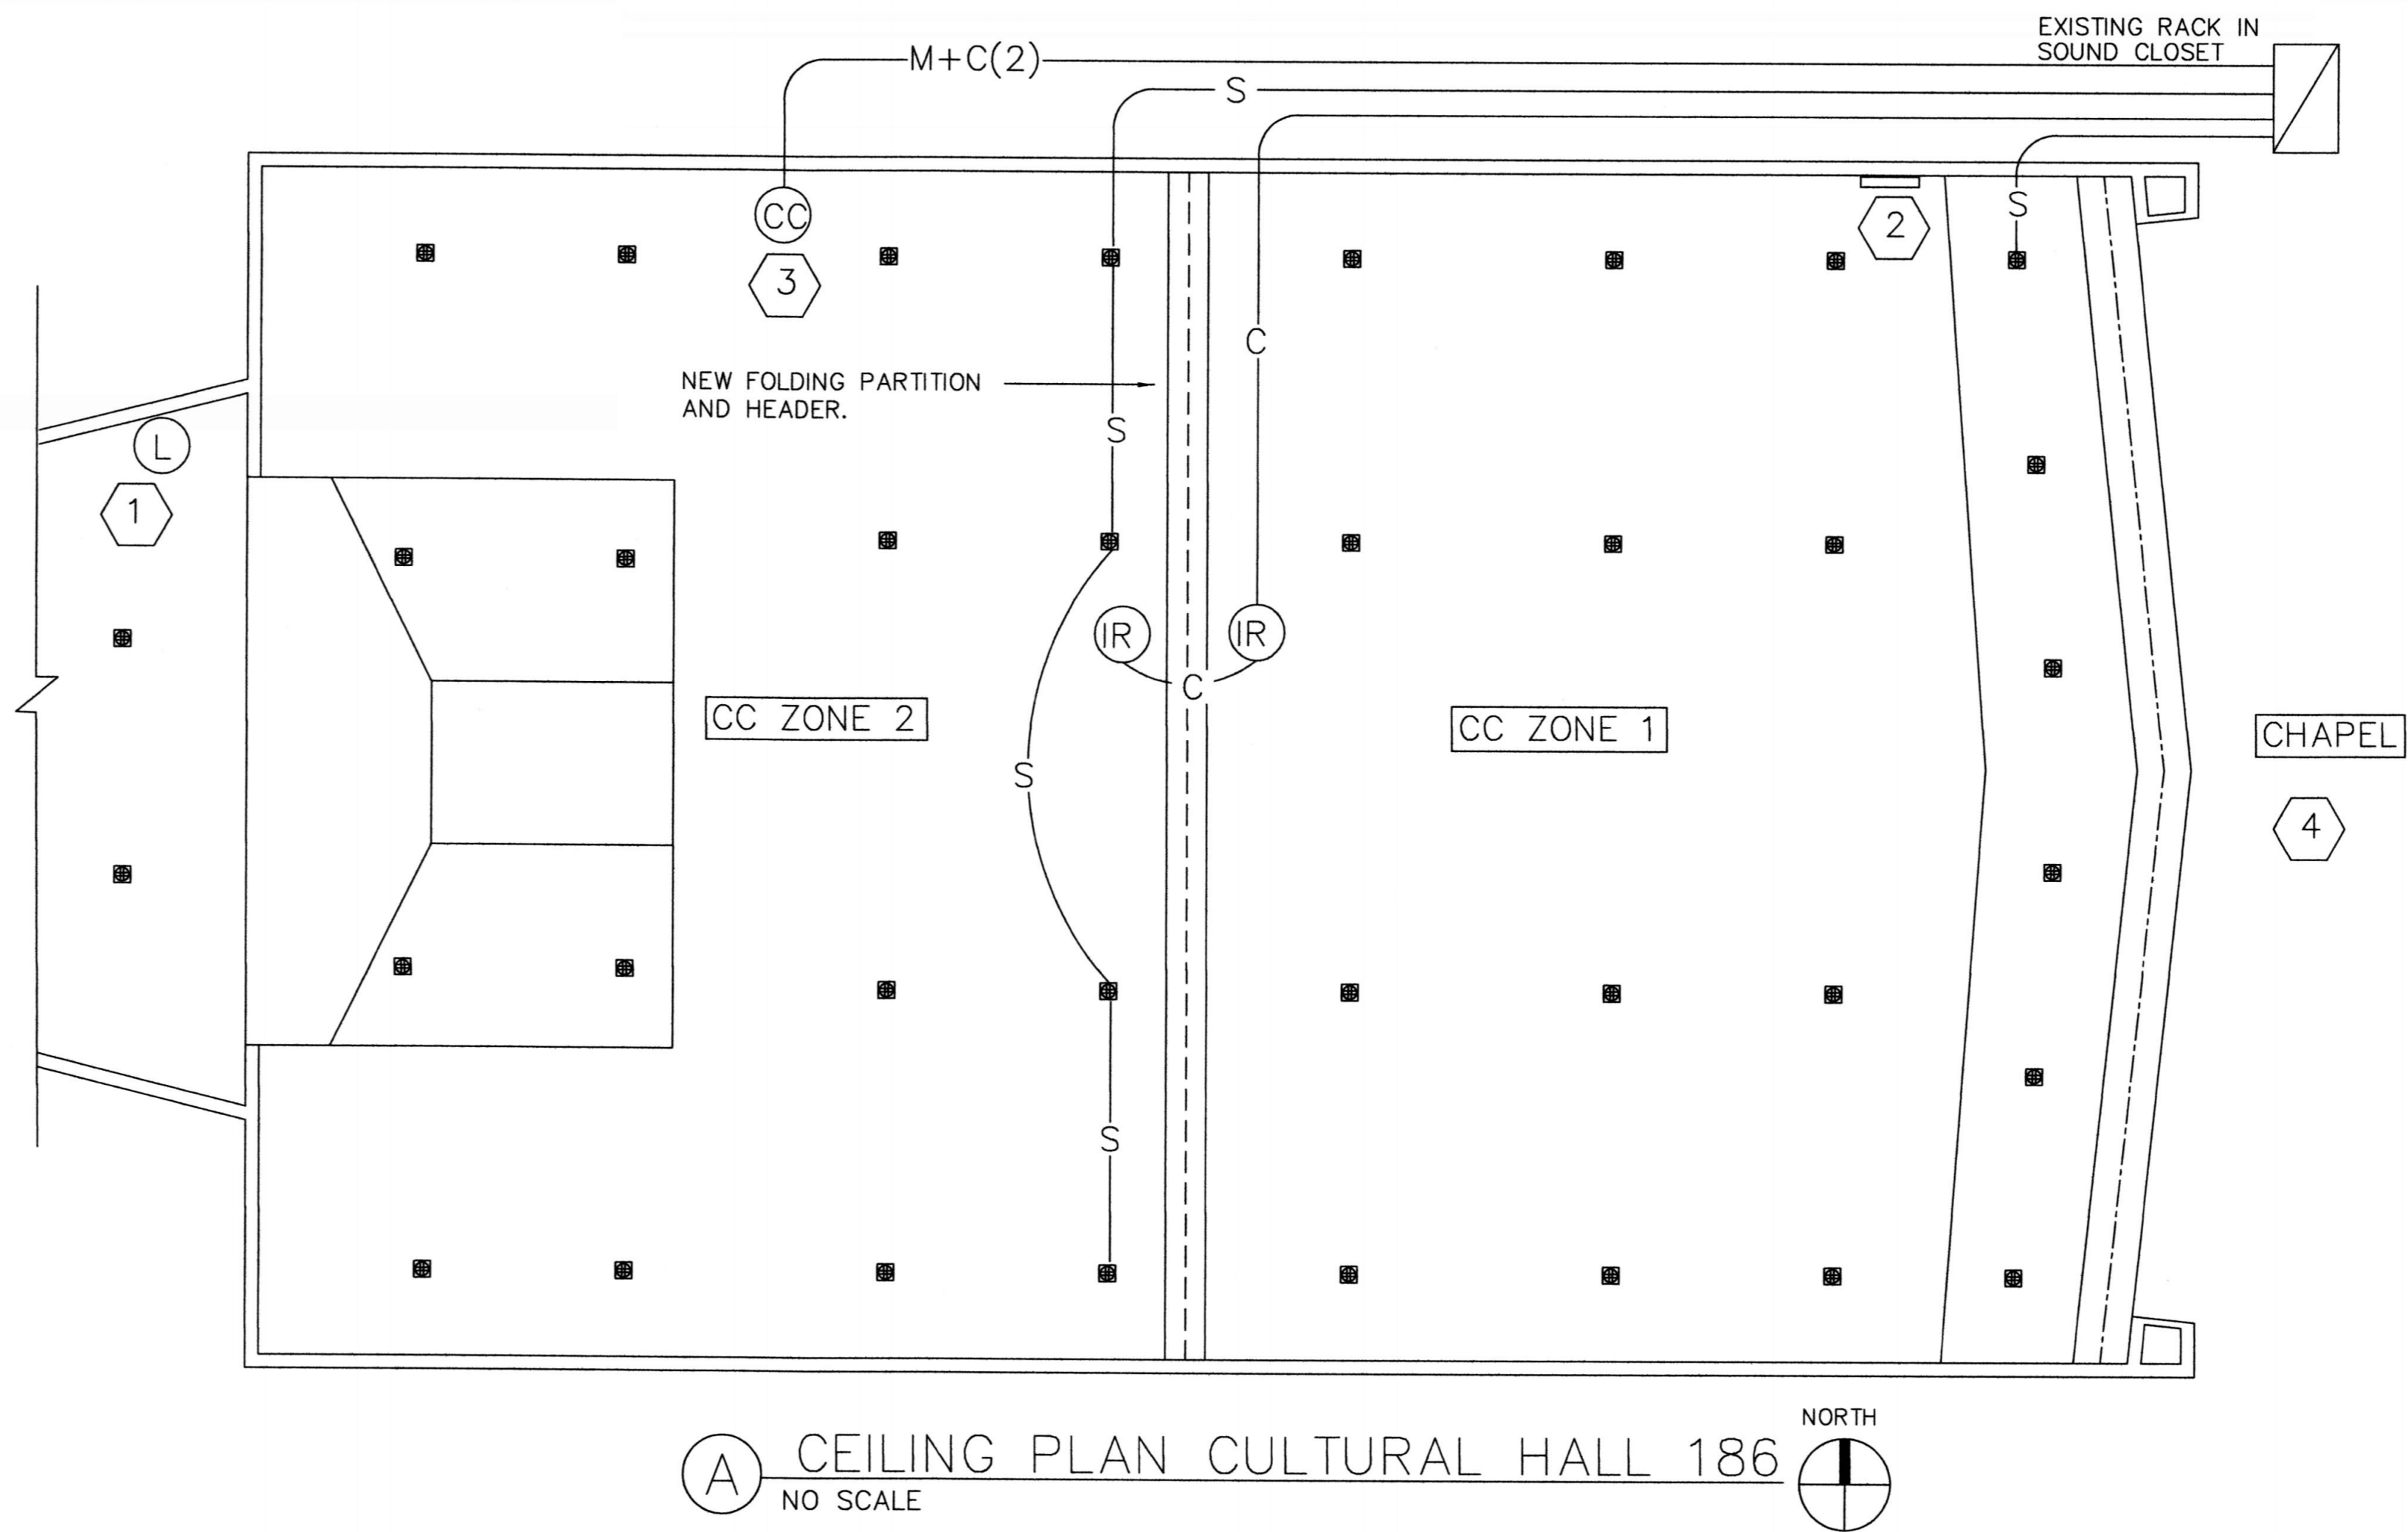 EXISTING RACK IN
SOUND CLOSET
M+C(2)
S
S
CC
2
3
C
NEW FOLDING PARTITION
AND HEADER.
S
L
1
IR
IR
C
CC ZONE 2
CC ZONE 1
CHAPEL
S
4
S
NORTH
A
CEILING PLAN CULTURAL HALL 186
NO SCALE